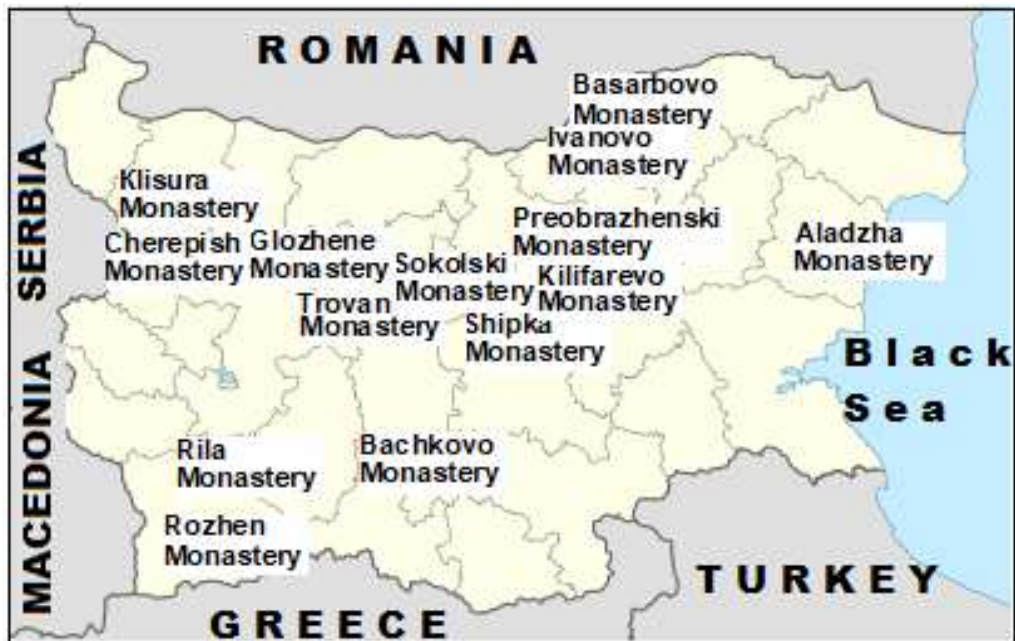 ROMANIA
Basarbovo
Monastery
Ivanovo
Monastery
SERBIA
Klisura
Monastery
Cherepish
Monastery
Glozhene
Monastery
Sokolski
Monastery
Preobrazhenski
Monastery
Kilifarevo
Monastery
Aladzha
Monastery
Trovan
Monastery
Shipka
Monastery
Black
Sea
MACEDONIA
Rila
Monastery
Bachkovo
Monastery
Rozhen
Monastery
TURKEY
GREECE